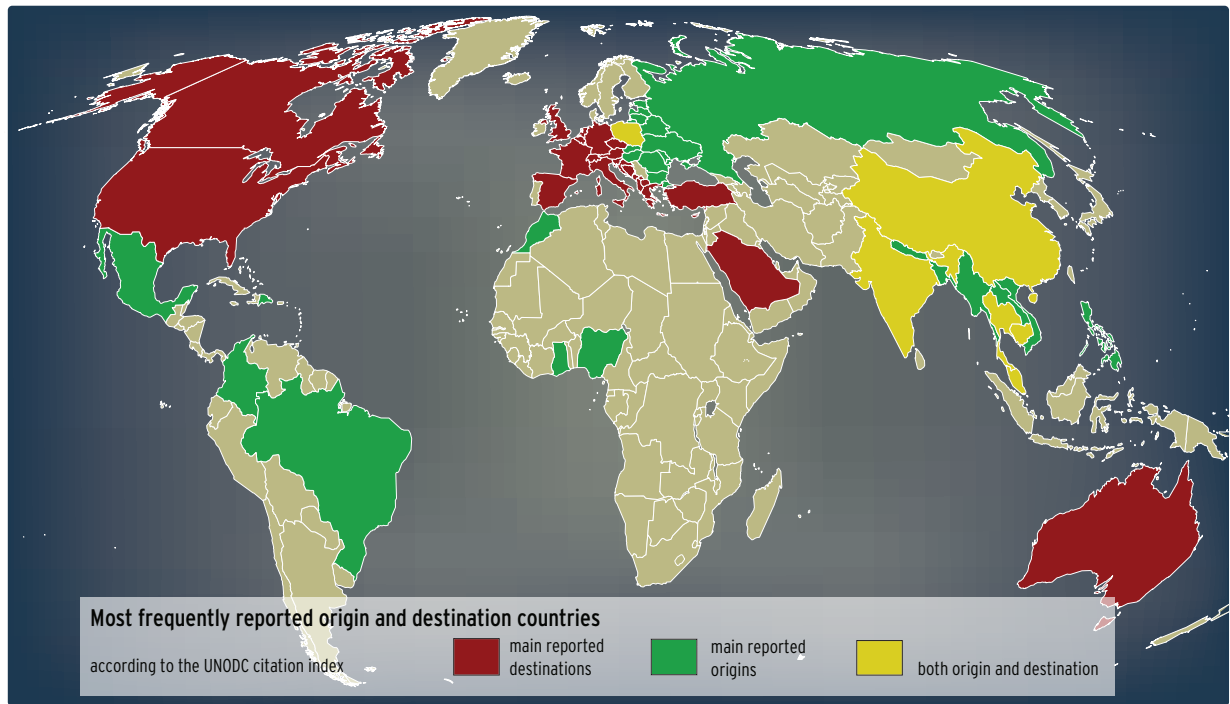 Most frequently reported origin and destination countries
according to the UNODC citation index
main reported
destinations
main reported
origins
both origin and destination